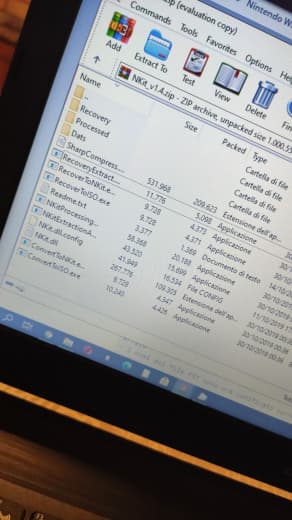 (evaluation copy)
Commands Tools Favorites Options
Add Extract To Test View Delete
NKit_v1.4.zip - ZIP archive, unpacked size 1.000.55
Name Size Packed Type
..
Recovery Cartella di file
Processed Cartella di file
Dats Cartella di file
SharpCompress... 531.968 209.623 Estensione dell'ap...
RecoveryExtract... 11.776 5.098 Applicazione
RecoverToNKit.e... 9.728 4.373 Applicazione
RecoverToISO.exe 9.728 4.371 Applicazione
Readme.txt 3.377 1.369 Documento di testo
NKitProcessing... 58.368 20.188 Applicazione
NKitExtractionA... 43.520 15.699 Applicazione
NKit.dll.config 41.949 16.534 File CONFIG
NKit.dll 267.776 109.305 Estensione dell'ap...
ConvertToNKit.e... 9.728 4.347 Applicazione
ConvertToISO.exe 10.240 4.426 Applicazione